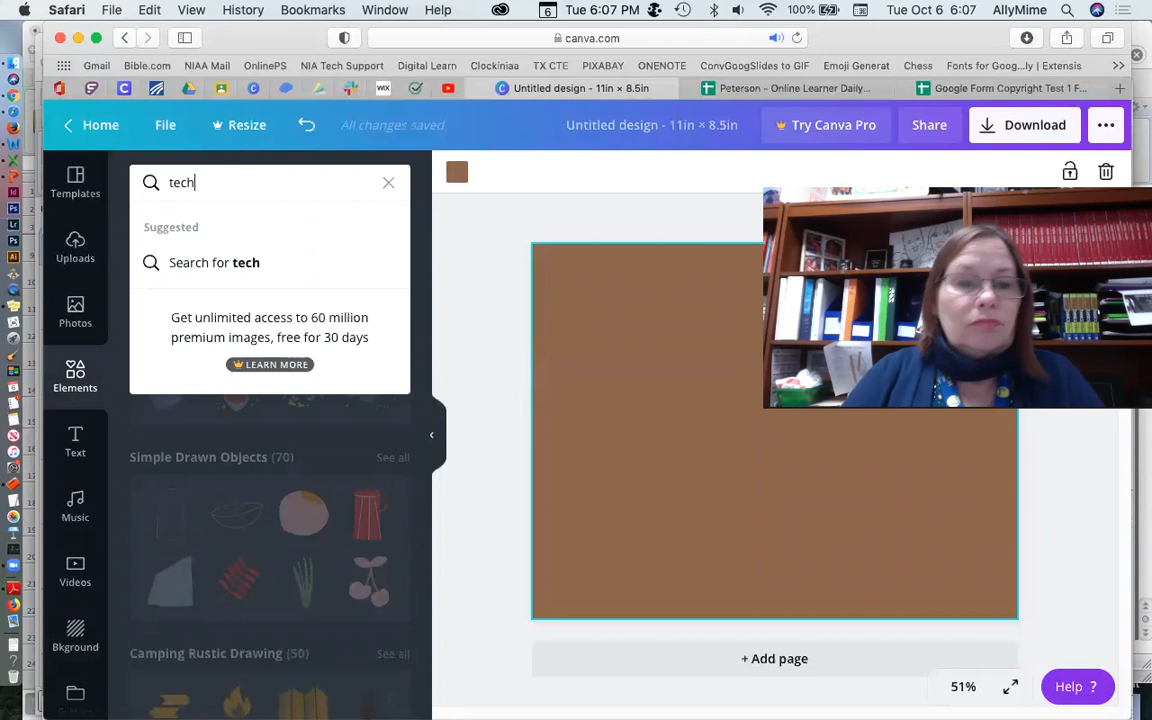 Safari File Edit View History Bookmarks Window Help 6 Tue 6:07 PM 100% Tue Oct 6 6:07 AllyMime
canva.com
Gmail Bible.com NIAA Mail OnlinePS NIA Tech Support Digital Learn Clockiniaa TX CTE PIXABAY ONENOTE ConvGoogSlides to GIF Emoji Generat Chess Fonts for Goog...ly | Extensis
WIX Untitled design - 11in × 8.5in Peterson - Online Learner Daily... Google Form Copyright Test 1 F...
Home File Resize All changes saved Untitled design - 11in × 8.5in Try Canva Pro Share Download
Templates
Uploads
Photos
Elements
Text
Music
Videos
Bkground
tech
Suggested
Search for tech
Get unlimited access to 60 million
premium images, free for 30 days
LEARN MORE
Simple Drawn Objects (70) See all
Camping Rustic Drawing (50) See all
+ Add page
51%
Help ?